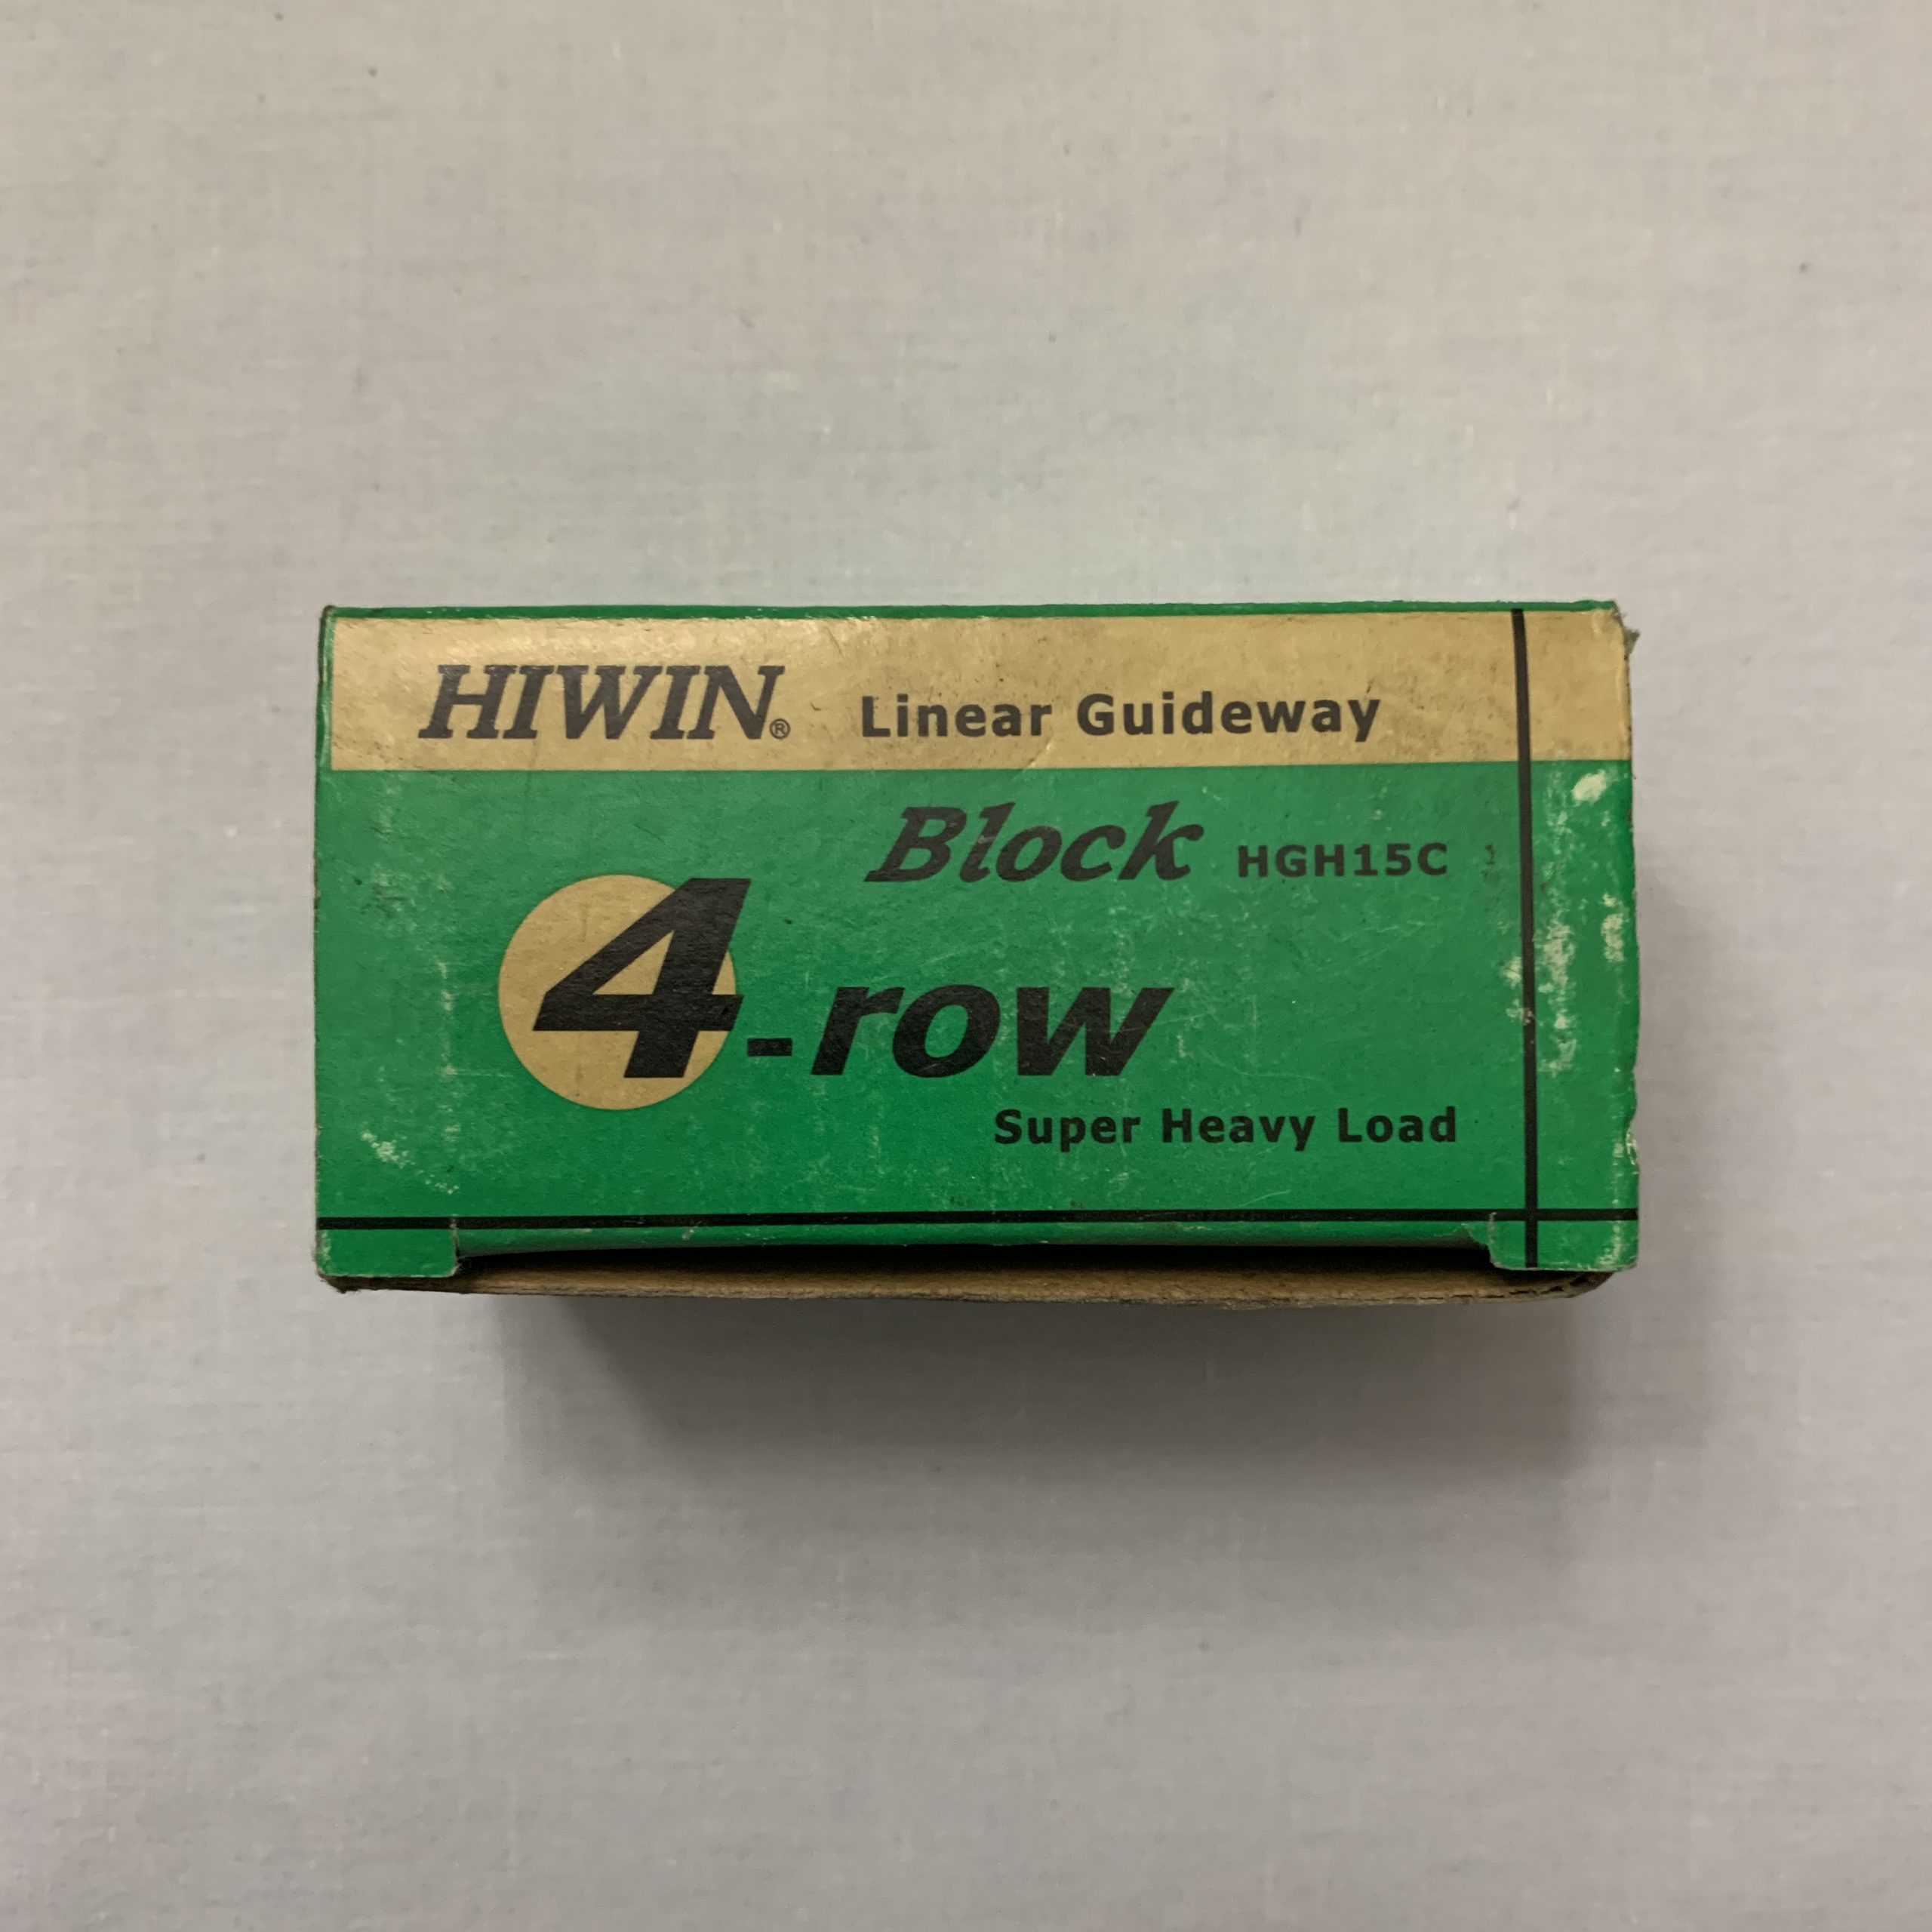 HIWIN® Linear Guideway
Block HGH15C
4-row
Super Heavy Load